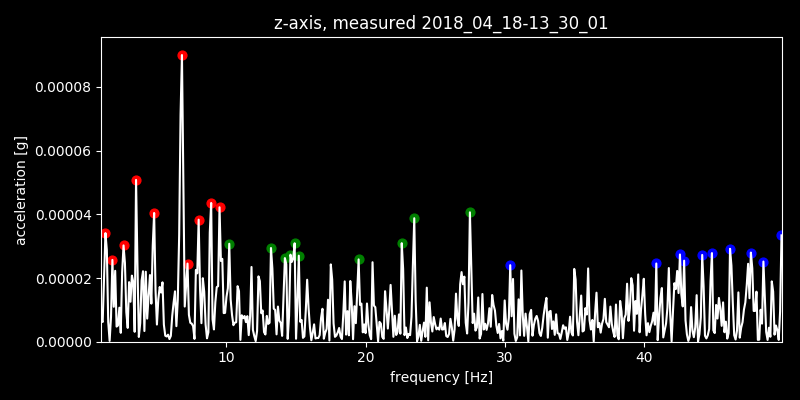 z-axis, measured 2018_04_18-13_30_01
0.00008
0.00006
0.00004
0.00002
0.00000
acceleration [g]
10 20 30 40
frequency [Hz]